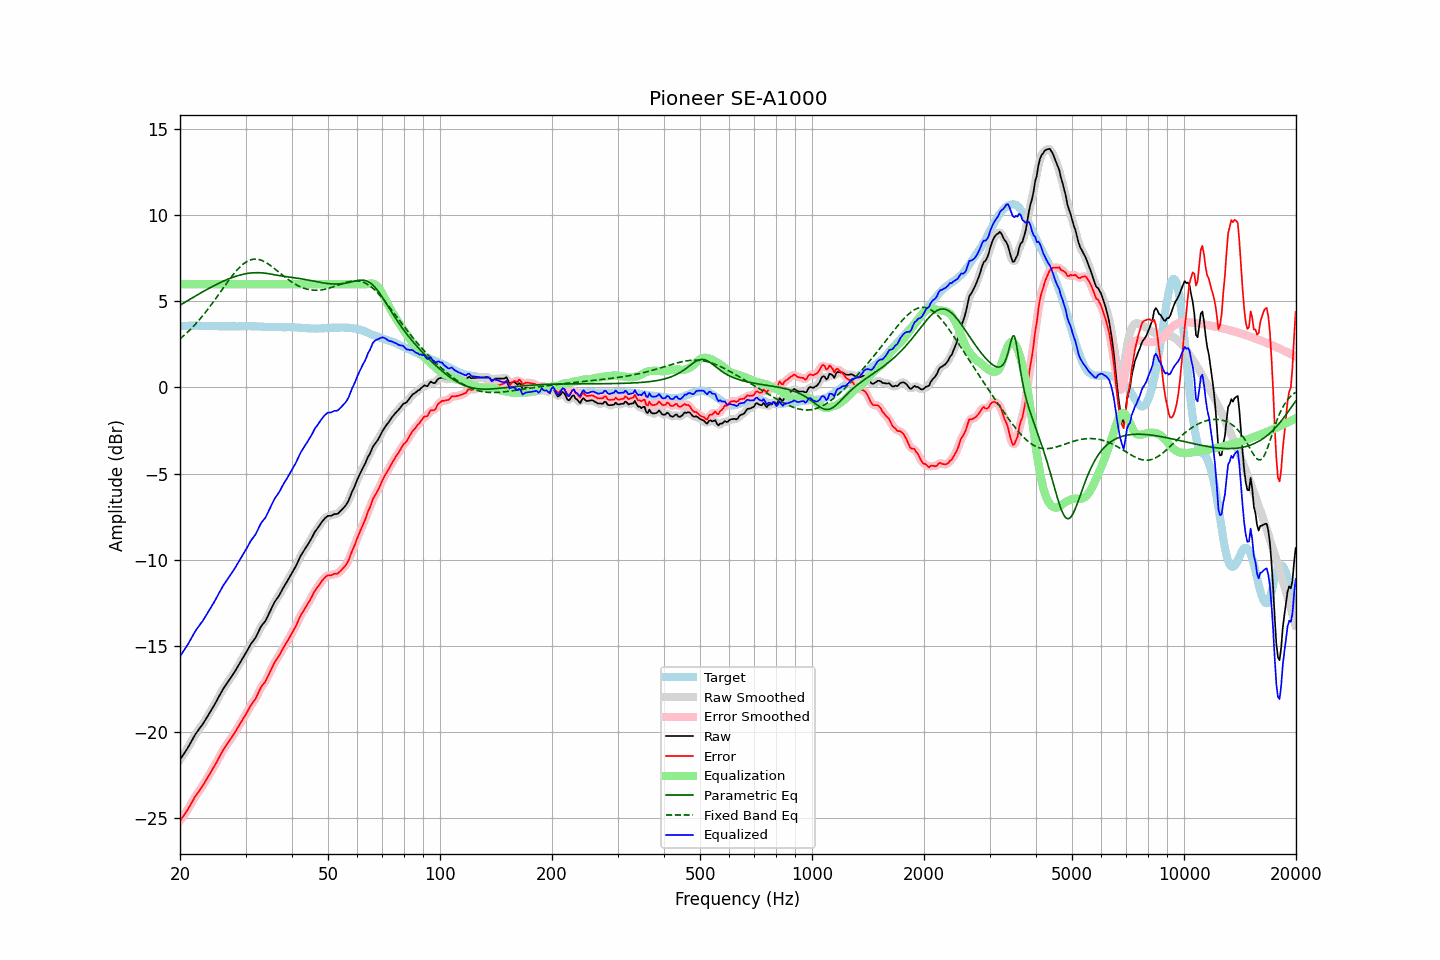 Pioneer SE-A1000
Amplitude (dBr)
15
10
5
0
−5
−10
−15
−20
−25
Target
Raw Smoothed
Error Smoothed
Raw
Error
Equalization
Parametric Eq
Fixed Band Eq
Equalized
20 50 100 200 500 1000 2000 5000 10000 20000
Frequency (Hz)